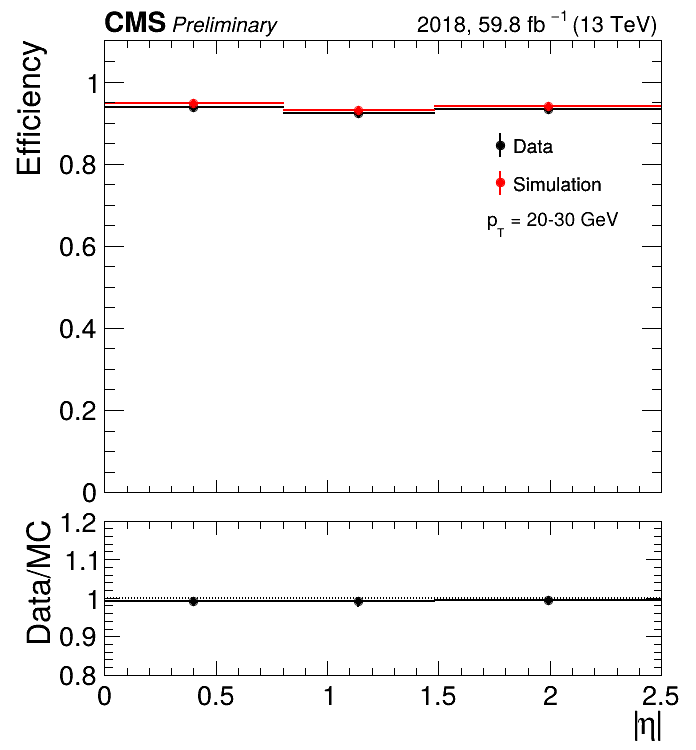 CMS Preliminary 2018, 59.8 fb⁻¹ (13 TeV)
Efficiency
1
0.8
0.6
0.4
0.2
0
Data
Simulation
p_T = 20-30 GeV
Data/MC
1.2
1.1
1
0.9
0.8
0 0.5 1 1.5 2 2.5
|η|